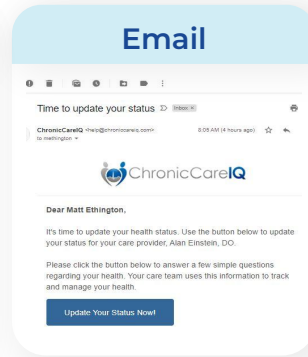 Email
Time to update your status Inbox ×
ChronicCareIQ <help@chroniccareiq.com> 8:05 AM (4 hours ago)
to methington
ChronicCareIQ
Dear Matt Ethington,
It's time to update your health status. Use the button below to update
your status for your care provider, Alan Einstein, DO.
Please click the button below to answer a few simple questions
regarding your health. Your care team uses this information to track
and manage your health.
Update Your Status Now!